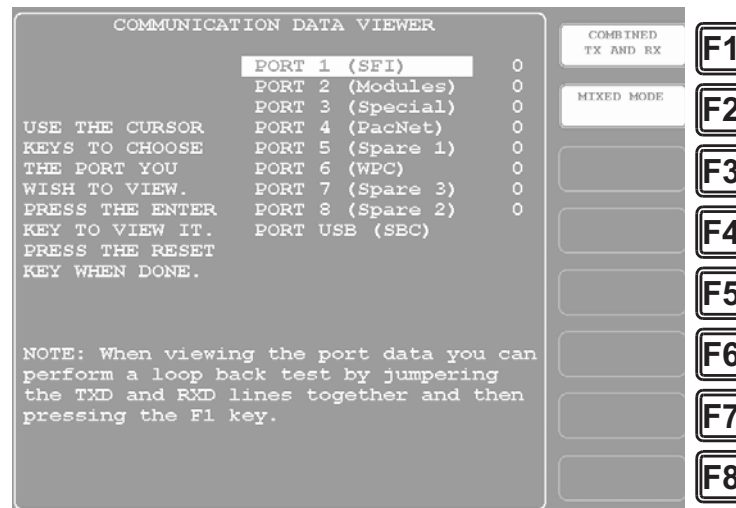 COMMUNICATION DATA VIEWER
PORT 1 (SFI) 0
PORT 2 (Modules) 0
PORT 3 (Special) 0
USE THE CURSOR PORT 4 (PacNet) 0
KEYS TO CHOOSE PORT 5 (Spare 1) 0
THE PORT YOU PORT 6 (WPC) 0
WISH TO VIEW. PORT 7 (Spare 3) 0
PRESS THE ENTER PORT 8 (Spare 2) 0
KEY TO VIEW IT. PORT USB (SBC)
PRESS THE RESET
KEY WHEN DONE.
NOTE: When viewing the port data you can
perform a loop back test by jumpering
the TXD and RXD lines together and then
pressing the F1 key.
COMBINED
TX AND RX
MIXED MODE
F1
F2
F3
F4
F5
F6
F7
F8